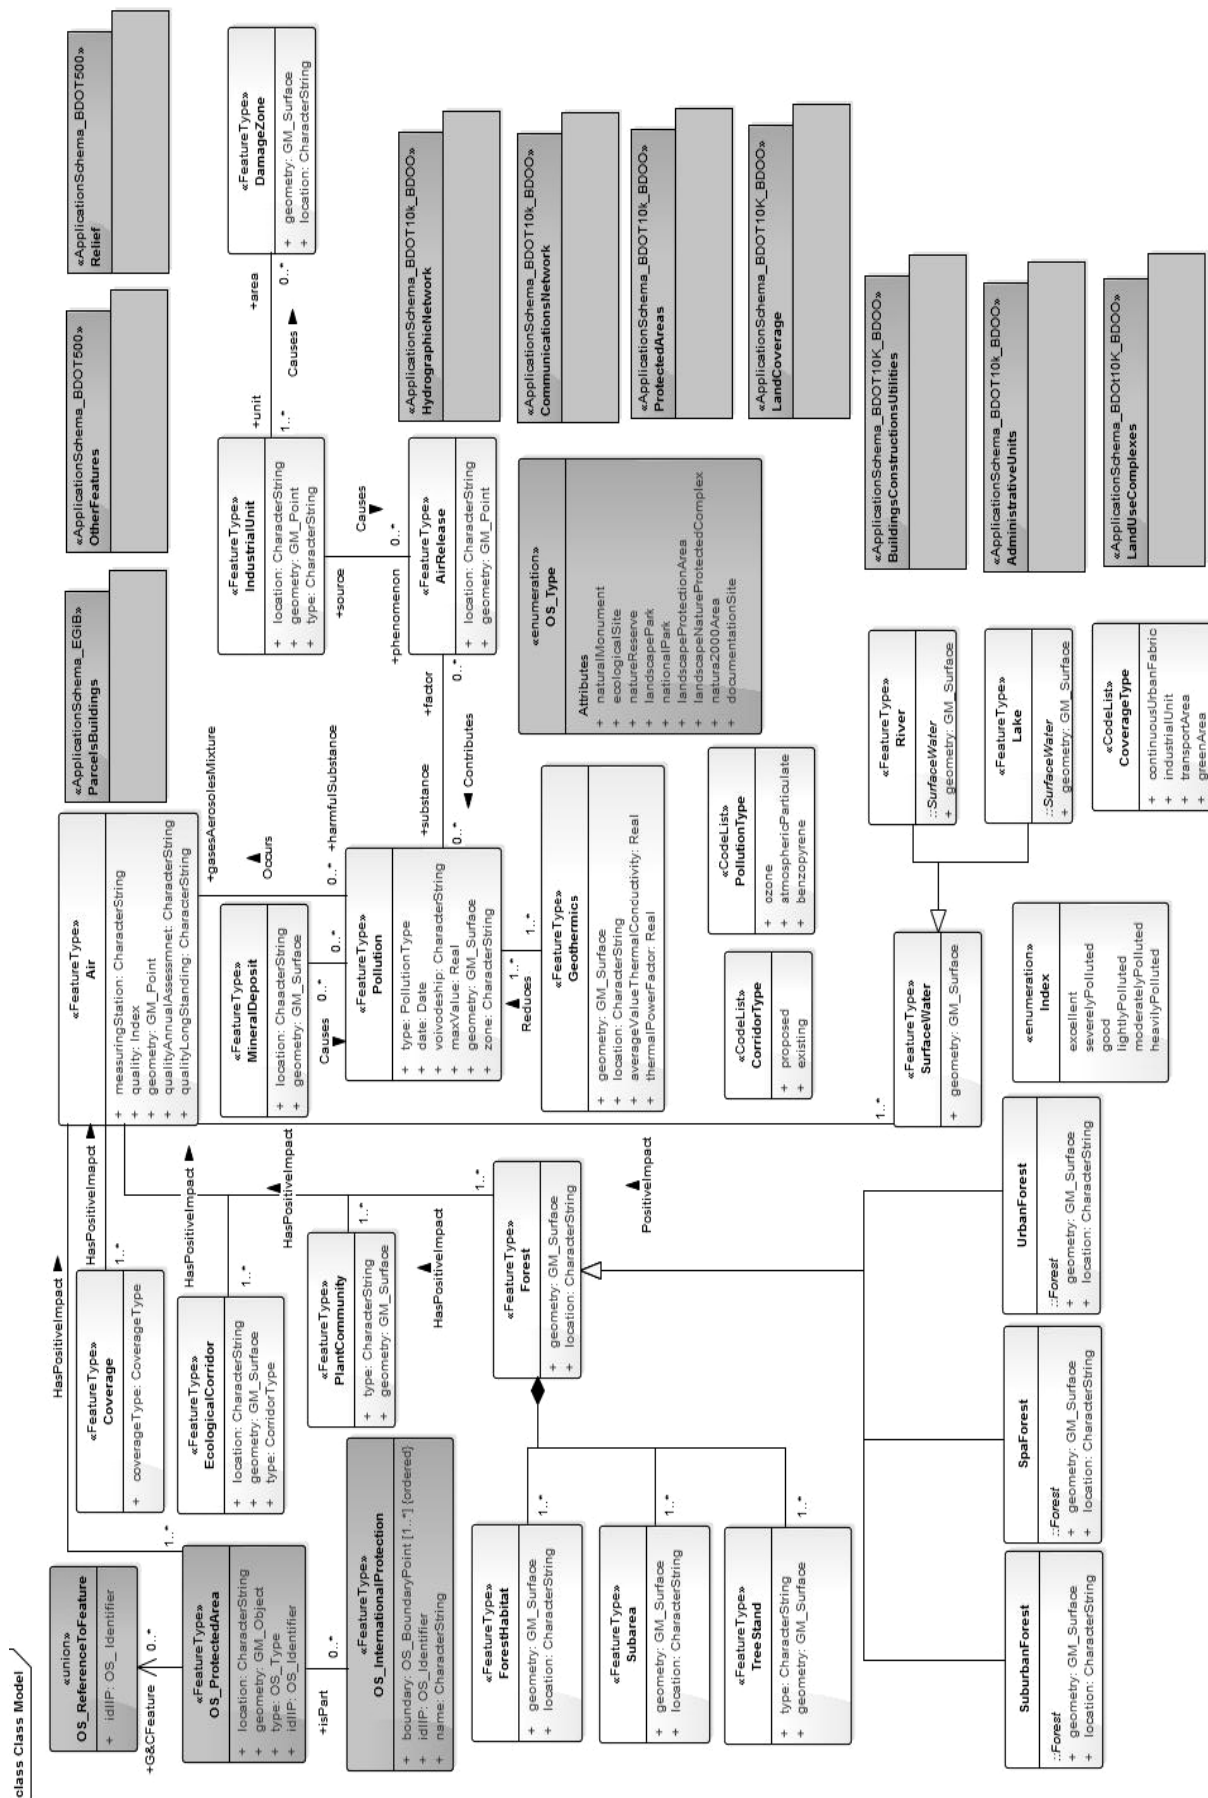 class Class Model
«union»
OS_ReferenceToFeature
+ idIIP: OS_Identifier
+G&CFeature 0..*
«FeatureType»
OS_ProtectedArea
+ location: CharacterString
+ geometry: GM_Object
+ type: OS_Type
+ idIIP: OS_Identifier
1..*
+isPart
0..*
«FeatureType»
OS_InternationalProtection
+ boundary: OS_BoundaryPoint [1..*] {ordered}
+ idIIP: OS_Identifier
+ name: CharacterString
HasPositiveImpact
«FeatureType»
Coverage
+ coverageType: CoverageType
1..*
HasPositiveImapct
«FeatureType»
EcologicalCorridor
+ location: CharacterString
+ geometry: GM_Surface
+ type: CorridorType
1..*
HasPositiveImpact
«FeatureType»
PlantCommunity
+ type: CharacterString
+ geometry: GM_Surface
1..*
HasPositiveImpact
«FeatureType»
Forest
+ geometry: GM_Surface
+ location: CharacterString
1..*
HasPositiveImpact
«FeatureType»
ForestHabitat
+ geometry: GM_Surface
+ location: CharacterString
1..*
«FeatureType»
Subarea
+ geometry: GM_Surface
+ location: CharacterString
1..*
«FeatureType»
TreeStand
+ type: CharacterString
+ geometry: GM_Surface
1..*
SuburbanForest
::Forest
+ geometry: GM_Surface
+ location: CharacterString
SpaForest
::Forest
+ geometry: GM_Surface
+ location: CharacterString
UrbanForest
::Forest
+ geometry: GM_Surface
+ location: CharacterString
«FeatureType»
Air
+ measuringStation: CharacterString
+ quality: Index
+ geometry: GM_Point
+ qualityAnnualAssessmnet: CharacterString
+ qualityLongStanding: CharacterString
+gasesAerosolesMixture
Occurs
+harmfulSubstance
0..*
«FeatureType»
MineralDeposit
+ location: ChaacterString
+ geometry: GM_Surface
0..*
Causes
0..*
«FeatureType»
Pollution
+ type: PollutionType
+ date: Date
+ voivodeship: CharacterString
+ maxValue: Real
+ geometry: GM_Surface
+ zone: CharacterString
+substance
0..*
Contributes
+factor
0..*
1..*
Reduces
1..*
«FeatureType»
Geothermics
+ geometry: GM_Surface
+ location: CharacterString
+ averageValueThermalConductivity: Real
+ thermalPowerFactor: Real
PositiveImpact
1..*
«FeatureType»
SurfaceWater
+ geometry: GM_Surface
«FeatureType»
River
::SurfaceWater
+ geometry: GM_Surface
«FeatureType»
Lake
::SurfaceWater
+ geometry: GM_Surface
«CodeList»
CorridorType
+ proposed
+ existing
«CodeList»
PollutionType
+ ozone
+ atmosphericParticulate
+ benzopyrene
«enumeration»
Index
excellent
severelyPolluted
good
lightlyPolluted
moderatelyPolluted
heavilyPolluted
«CodeList»
CoverageType
+ continuousUrbanFabric
+ industrialUnit
+ transportArea
+ greenArea
«FeatureType»
IndustrialUnit
+ location: CharacterString
+ geometry: GM_Point
+ type: CharacterString
+source
Causes
+phenomenon
0..*
«FeatureType»
AirRelease
+ location: CharacterString
+ geometry: GM_Point
+unit
1..*
Causes
+area
0..*
«FeatureType»
DamageZone
+ geometry: GM_Surface
+ location: CharacterString
«enumeration»
OS_Type
Attributes
+ naturalMonument
+ ecologicalSite
+ natureReserve
+ landscapePark
+ nationalPark
+ landscapeProtectionArea
+ landscapeNatureProtectedComplex
+ natura2000Area
+ documentationSite
«ApplicationSchema_EGiB»
ParcelsBuildings
«ApplicationSchema_BDOT500»
OtherFeatures
«ApplicationSchema_BDOT500»
Relief
«ApplicationSchema_BDOT10k_BDOO»
HydrographicNetwork
«ApplicationSchema_BDOT10k_BDOO»
CommunicationsNetwork
«ApplicationSchema_BDOT10k_BDOO»
ProtectedAreas
«ApplicationSchema_BDOT10K_BDOO»
LandCoverage
«ApplicationSchema_BDOT10K_BDOO»
BuildingsConstructionsUtilities
«ApplicationSchema_BDOT10k_BDOO»
AdministrativeUnits
«ApplicationSchema_BDOt10K_BDOO»
LandUseComplexes